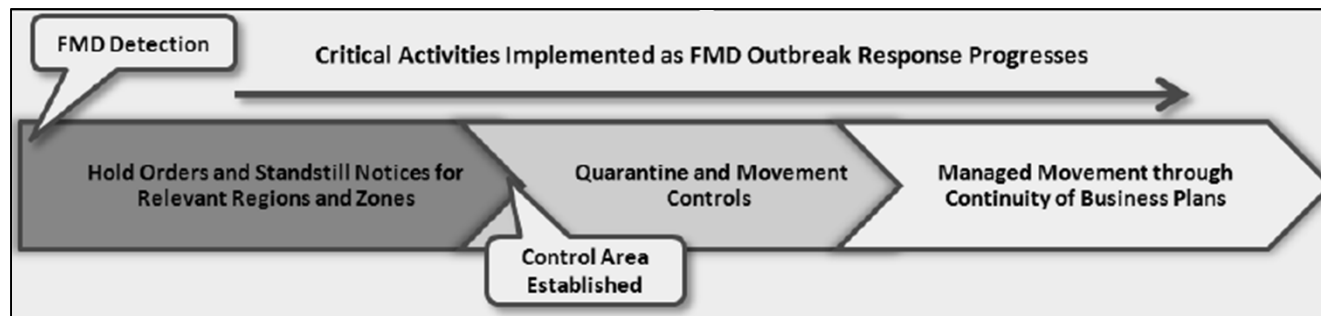 FMD Detection
Critical Activities Implemented as FMD Outbreak Response Progresses
Hold Orders and Standstill Notices for
Relevant Regions and Zones
Quarantine and Movement
Controls
Managed Movement through
Continuity of Business Plans
Control Area
Established